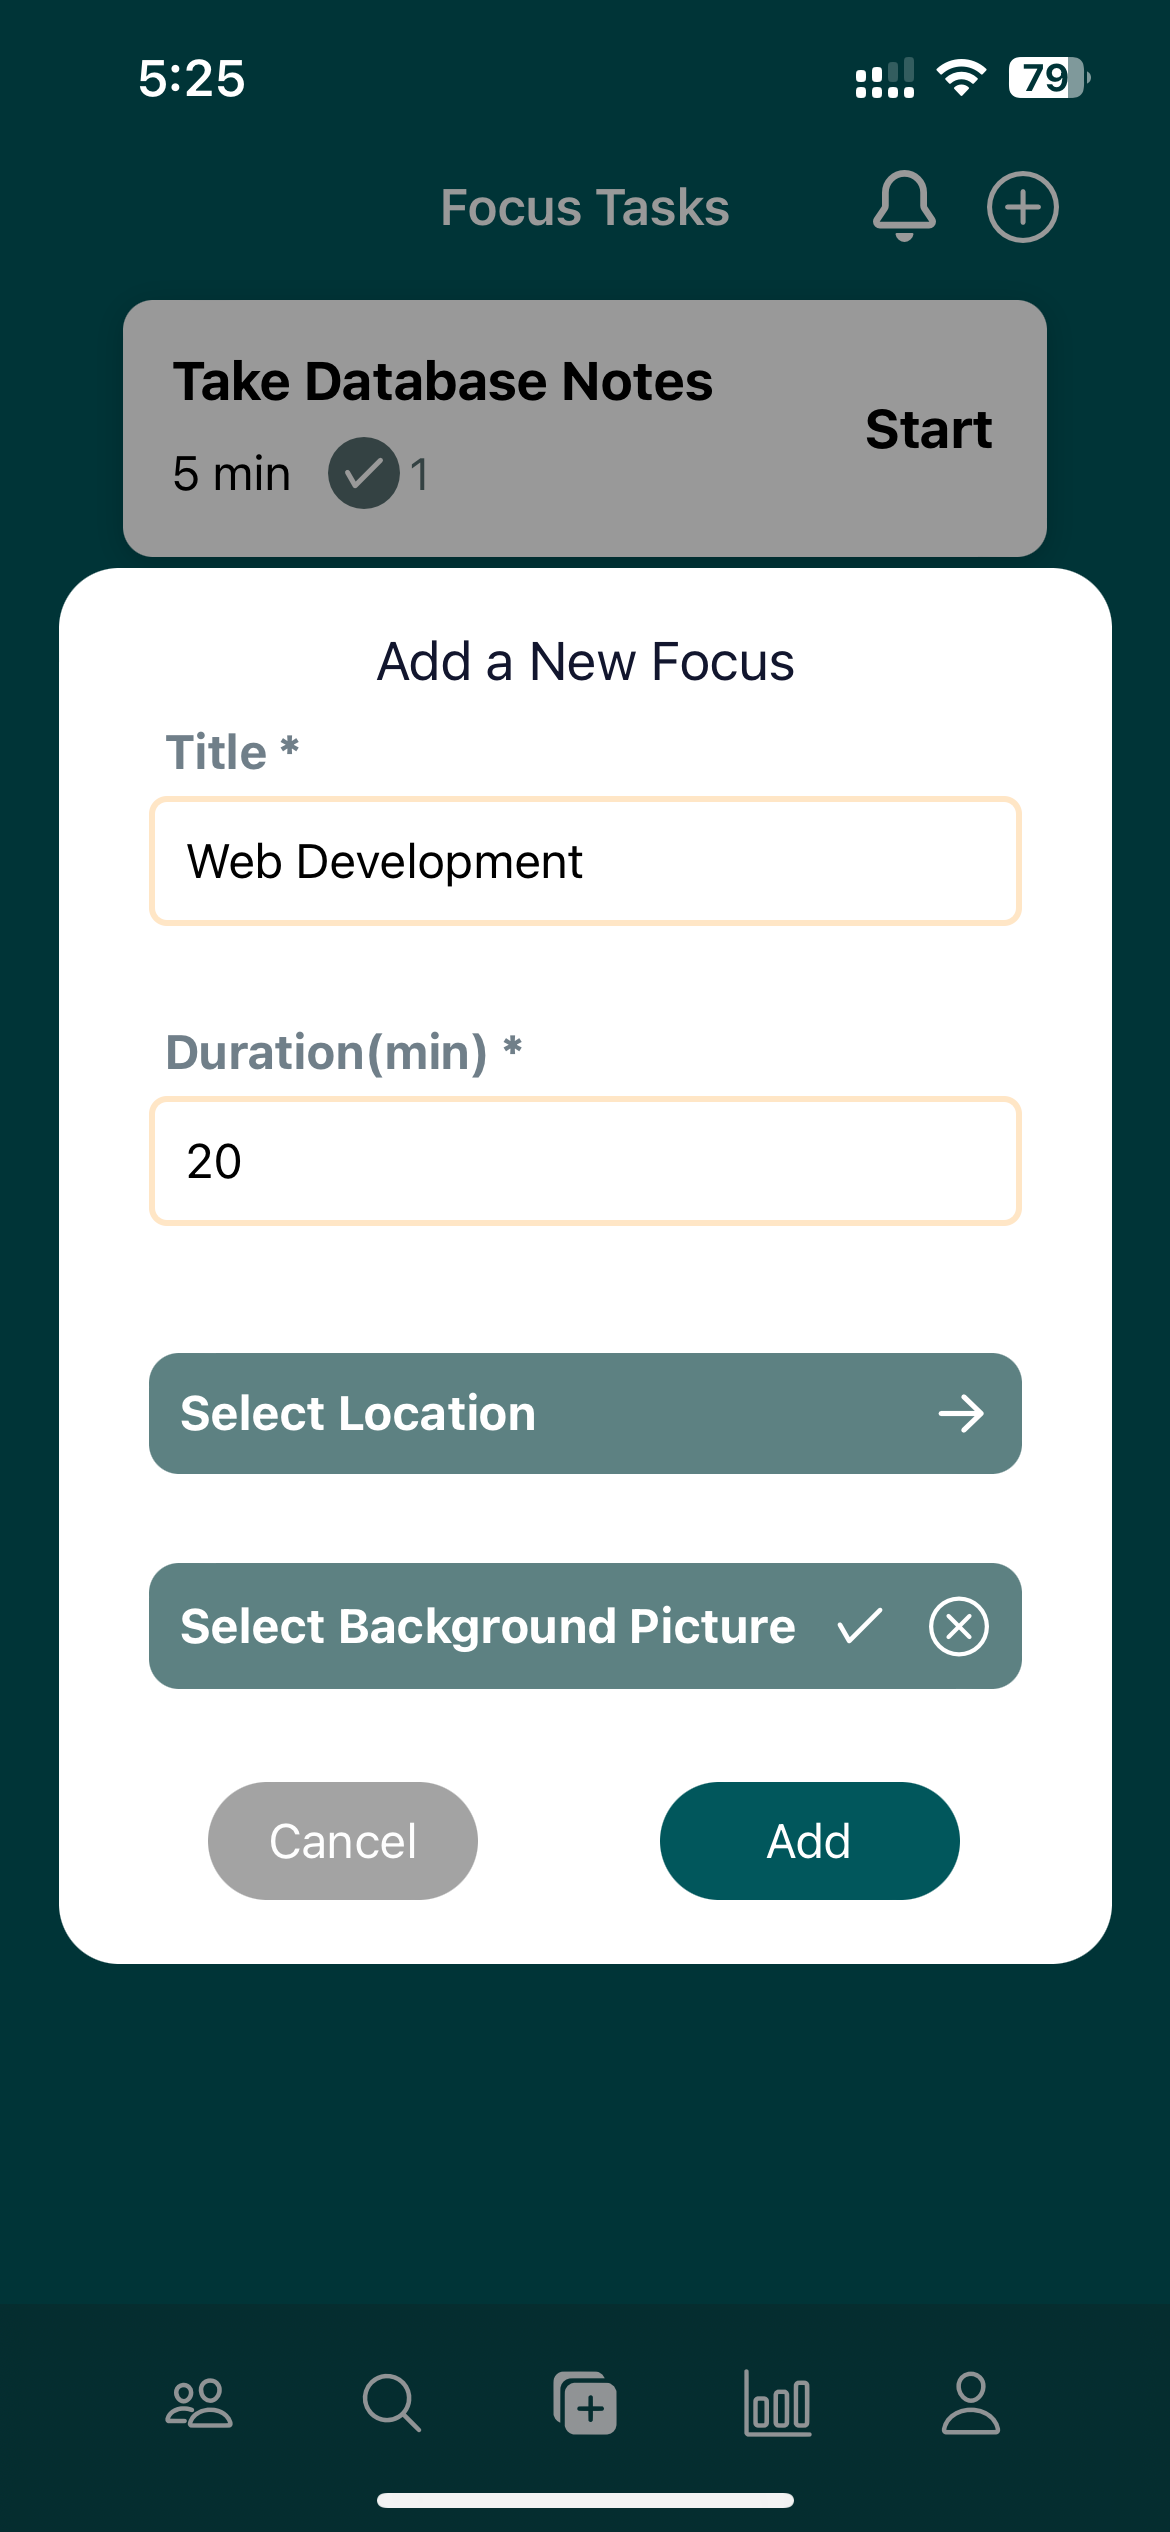 5:25
79
Focus Tasks
Take Database Notes
Start
5 min 1
Add a New Focus
Title *
Web Development
Duration(min) *
20
Select Location
Select Background Picture
Cancel
Add